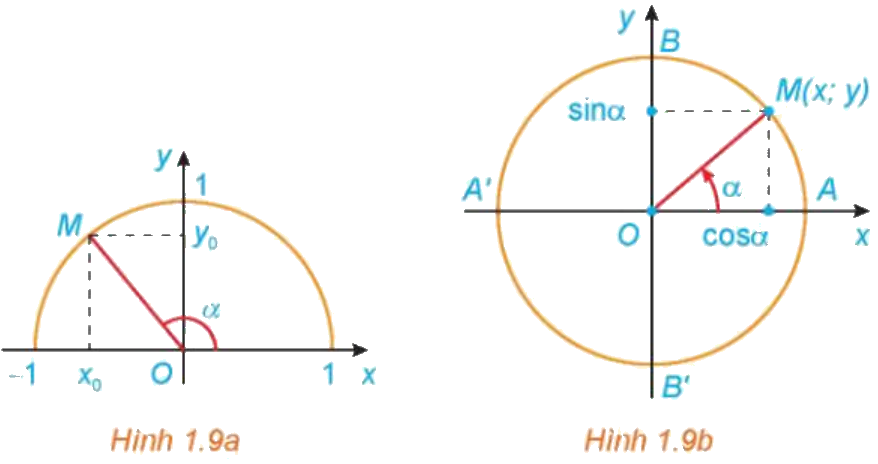 y
1
M
y₀
α
-1
x₀
O
1
x
Hình 1.9a
y
B
sinα
M(x; y)
A'
α
A
O
cosα
x
B'
Hình 1.9b